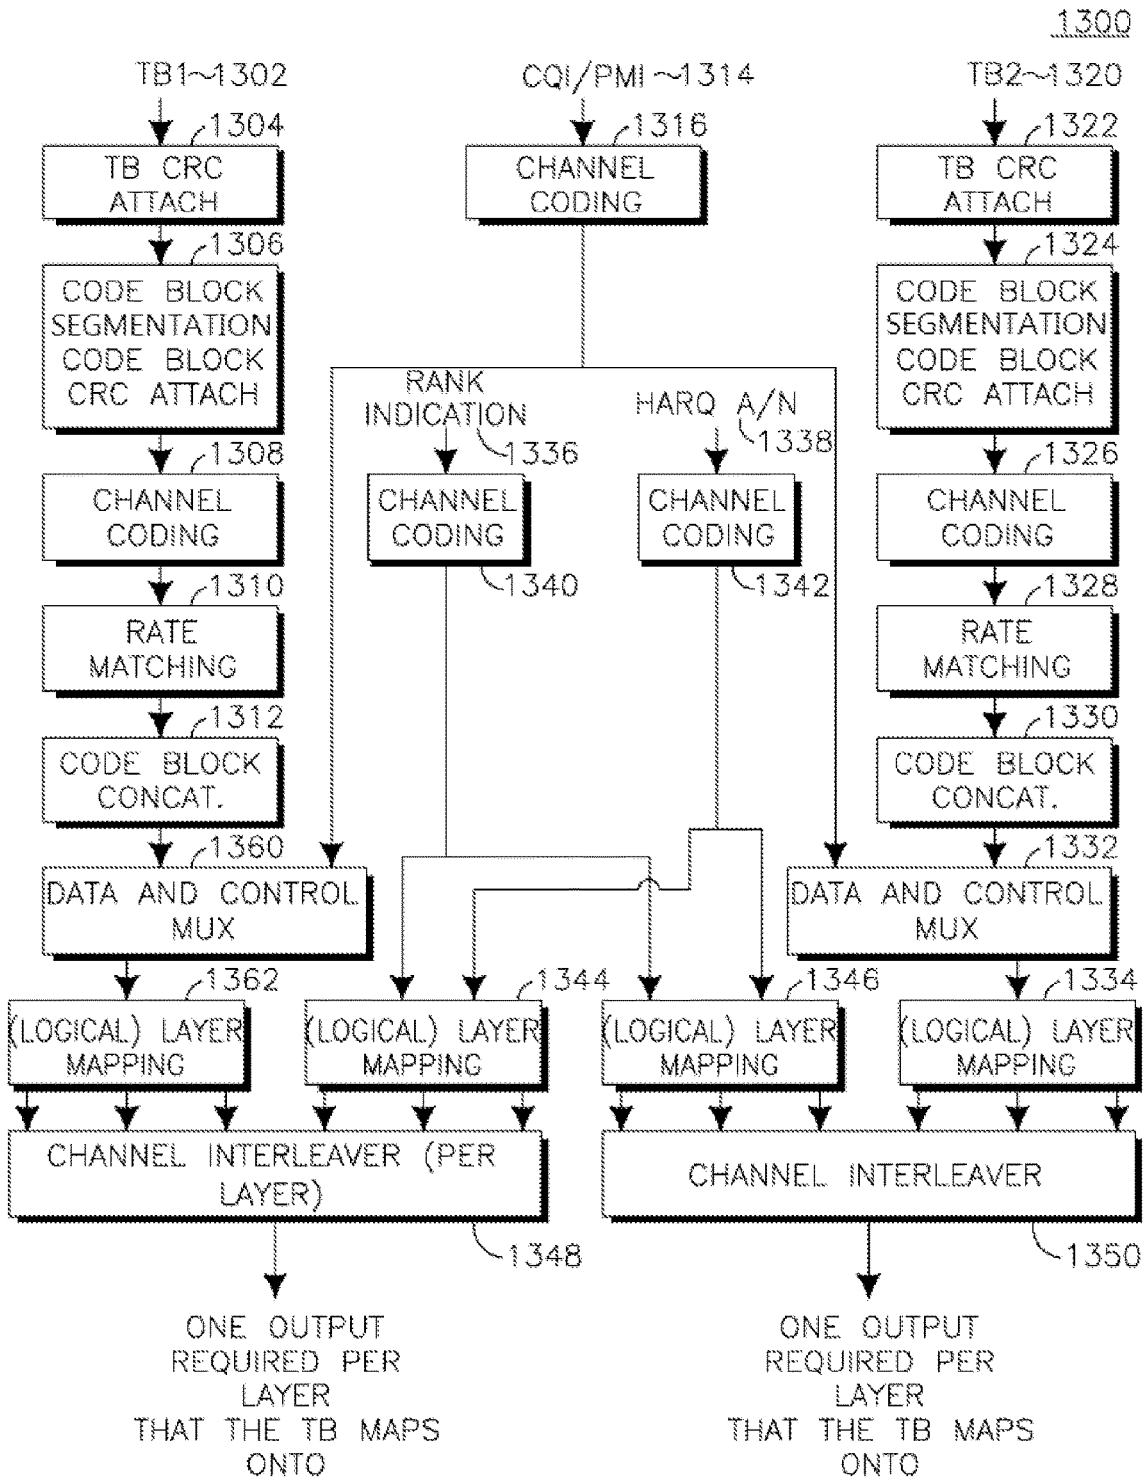 1300
TB1~1302
CQI/PMI~1314
TB2~1320
1304
1316
1322
TB CRC
ATTACH
CHANNEL
CODING
TB CRC
ATTACH
1306
1324
CODE BLOCK
SEGMENTATION
CODE BLOCK
CRC ATTACH
CODE BLOCK
SEGMENTATION
CODE BLOCK
CRC ATTACH
RANK
INDICATION
1336
HARQ A/N
1338
1308
1326
CHANNEL
CODING
CHANNEL
CODING
CHANNEL
CODING
CHANNEL
CODING
1310
1340
1342
1328
RATE
MATCHING
RATE
MATCHING
1312
1330
CODE BLOCK
CONCAT.
CODE BLOCK
CONCAT.
1360
1332
DATA AND CONTROL
MUX
DATA AND CONTROL
MUX
1362
1344
1346
1334
(LOGICAL) LAYER
MAPPING
(LOGICAL) LAYER
MAPPING
(LOGICAL) LAYER
MAPPING
(LOGICAL) LAYER
MAPPING
CHANNEL INTERLEAVER (PER
LAYER)
CHANNEL INTERLEAVER
1348
1350
ONE OUTPUT
REQUIRED PER
LAYER
THAT THE TB MAPS
ONTO
ONE OUTPUT
REQUIRED PER
LAYER
THAT THE TB MAPS
ONTO